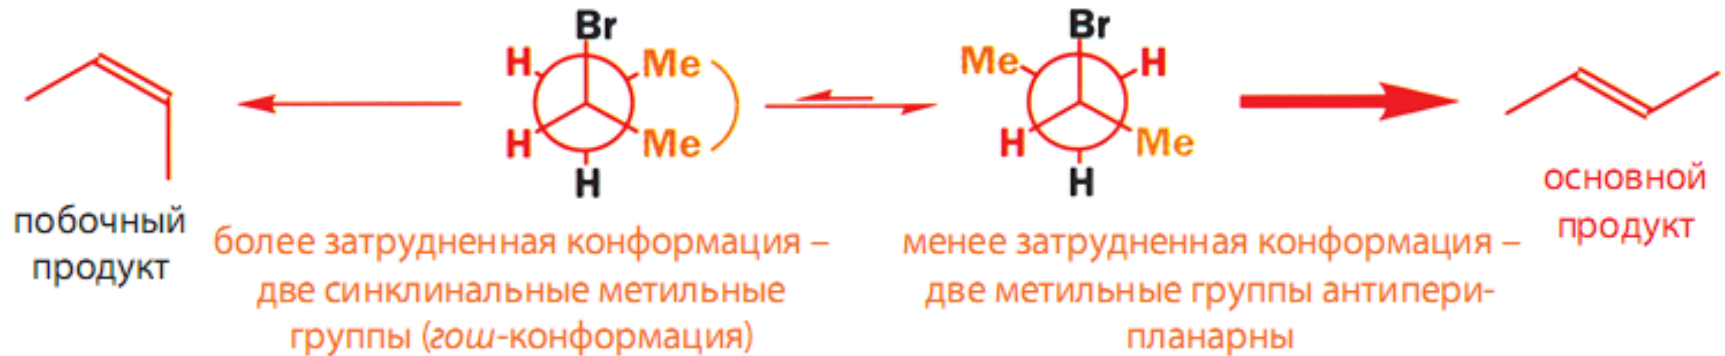 Br
H Me
H Me
H
Br
Me H
H Me
H
побочный
продукт
более затрудненная конформация –
две синклинальные метильные
группы (гош-конформация)
менее затрудненная конформация –
две метильные группы антипери-
планарны
основной
продукт